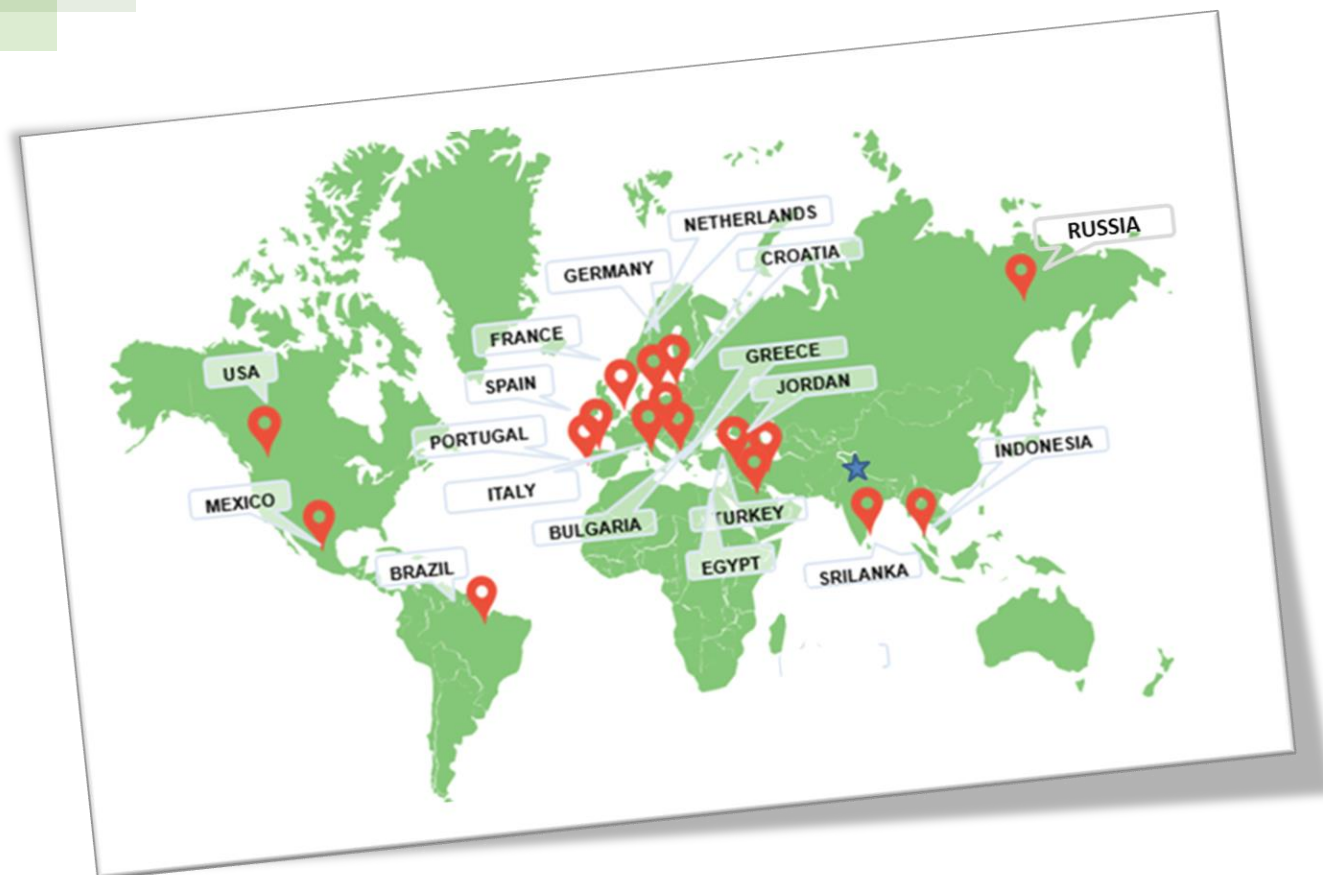 NETHERLANDS
RUSSIA
CROATIA
GERMANY
FRANCE
GREECE
USA
SPAIN
JORDAN
PORTUGAL
INDONESIA
ITALY
MEXICO
BULGARIA
TURKEY
EGYPT
BRAZIL
SRILANKA